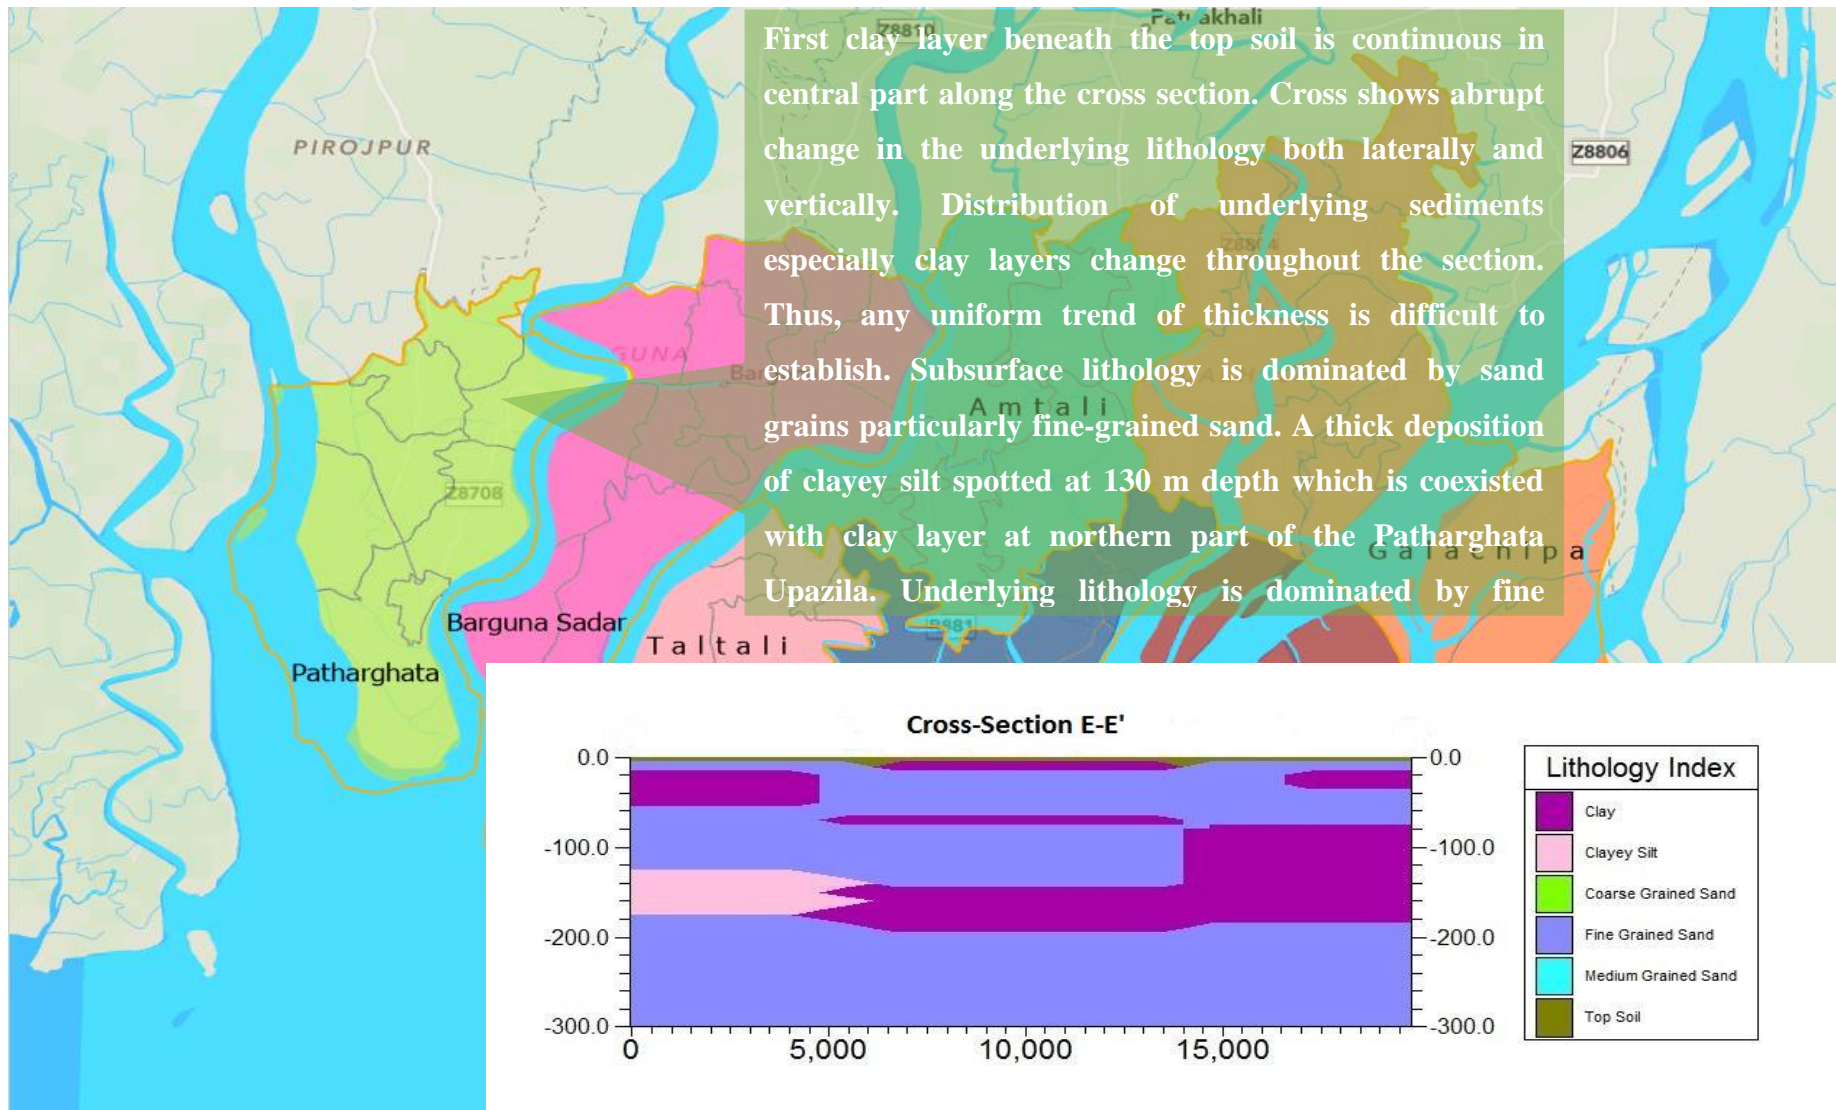 Z8810
Patuakhali
First clay layer beneath the top soil is continuous in
central part along the cross section. Cross shows abrupt
change in the underlying lithology both laterally and
vertically. Distribution of underlying sediments
especially clay layers change throughout the section.
Thus, any uniform trend of thickness is difficult to
establish. Subsurface lithology is dominated by sand
grains particularly fine-grained sand. A thick deposition
of clayey silt spotted at 130 m depth which is coexisted
with clay layer at northern part of the Patharghata
Upazila. Underlying lithology is dominated by fine
PIROJPUR
Z8806
Z8804
GUNA
Amtali
Z8708
Galachipa
Barguna Sadar
Taltali
Patharghata
Cross-Section E-E'
0.0
-100.0
-200.0
-300.0
0.0
-100.0
-200.0
-300.0
0
5,000
10,000
15,000
Lithology Index
Clay
Clayey Silt
Coarse Grained Sand
Fine Grained Sand
Medium Grained Sand
Top Soil